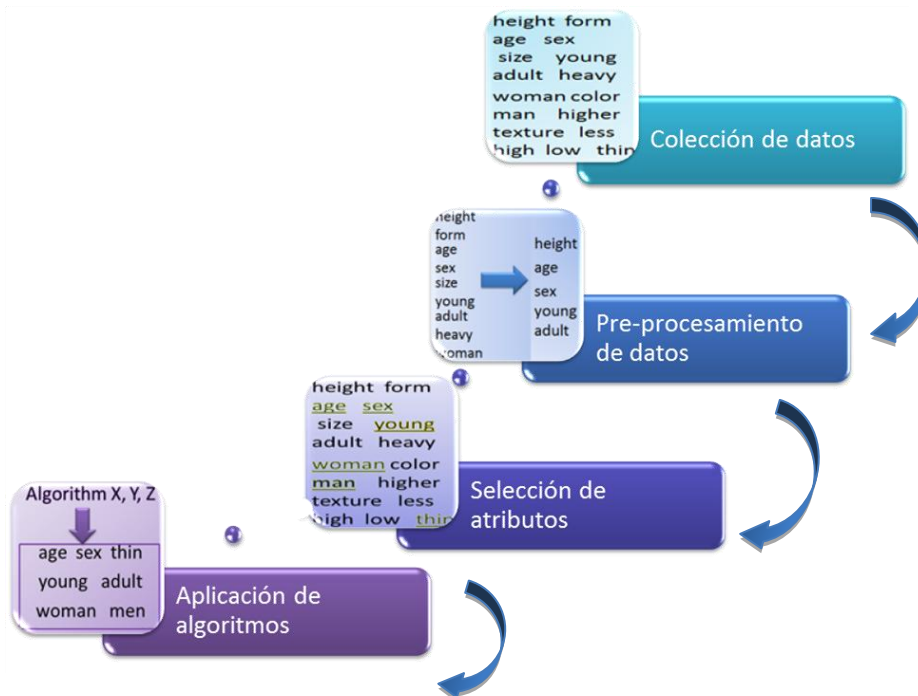 height form
age sex
size young
adult heavy
woman color
man higher
texture less
high low thin
Colección de datos
height
form
age
sex
size
young
adult
heavy
woman
height
age
sex
young
adult
Pre-procesamiento
de datos
height form
age sex
size young
adult heavy
woman color
man higher
texture less
high low thin
Selección de
atributos
Algorithm X, Y, Z
age sex thin
young adult
woman men
Aplicación de
algoritmos